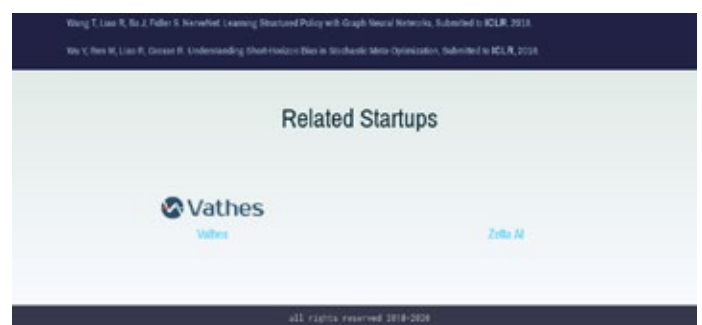 Wang T, Liao R, Ba J, Fidler S. NerveNet: Learning Structured Policy with Graph Neural Networks, Submitted to ICLR, 2018.
Wu Y, Ren M, Liao R, Grosse R. Understanding Short-Horizon Bias in Stochastic Meta-Optimization, Submitted to ICLR, 2018.
Related Startups
Vathes
Vathes
Zetta AI
all rights reserved 2018-2020